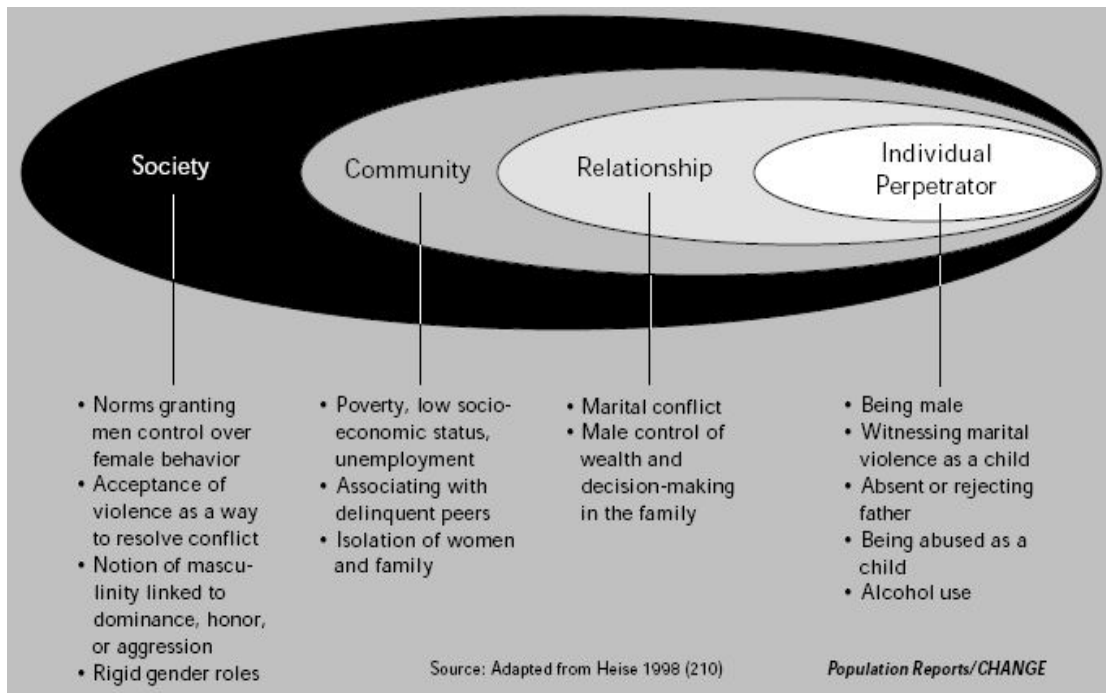 Society
Community
Relationship
Individual
Perpetrator
• Norms granting
men control over
female behavior
• Acceptance of
violence as a way
to resolve conflict
• Notion of mascu-
linity linked to
dominance, honor,
or aggression
• Rigid gender roles
• Poverty, low socio-
economic status,
unemployment
• Associating with
delinquent peers
• Isolation of women
and family
• Marital conflict
• Male control of
wealth and
decision-making
in the family
• Being male
• Witnessing marital
violence as a child
• Absent or rejecting
father
• Being abused as a
child
• Alcohol use
Source: Adapted from Heise 1998 (210)
Population Reports/CHANGE